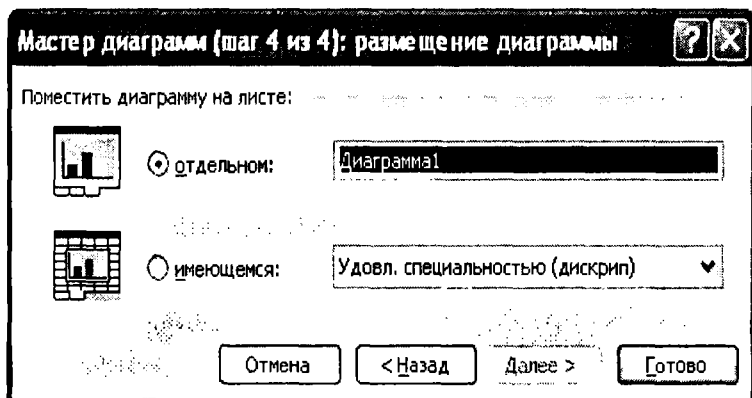 Мастер диаграмм (шаг 4 из 4): размещение диаграммы
Поместить диаграмму на листе:
отдельном: Диаграмма1
имеющемся: Удовл. специальностью (дискрип)
Отмена < Назад Далее > Готово